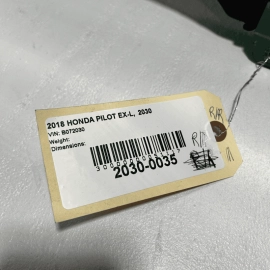 2018 HONDA PILOT EX-L, 2030
VIN: B072030
Weight:
Dimensions:
2030-0035
R/R